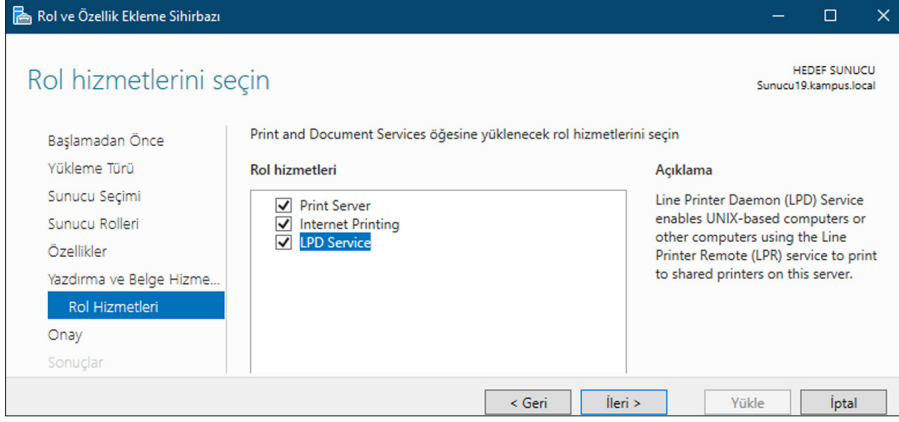 Rol ve Özellik Ekleme Sihirbazı
Rol hizmetlerini seçin
HEDEF SUNUCU
Sunucu19.kampus.local
Başlamadan Önce
Yükleme Türü
Sunucu Seçimi
Sunucu Rolleri
Özellikler
Yazdırma ve Belge Hizme...
Rol Hizmetleri
Onay
Sonuçlar
Print and Document Services öğesine yüklenecek rol hizmetlerini seçin
Rol hizmetleri
Print Server
Internet Printing
LPD Service
Açıklama
Line Printer Daemon (LPD) Service
enables UNIX-based computers or
other computers using the Line
Printer Remote (LPR) service to print
to shared printers on this server.
< Geri
İleri >
Yükle
İptal